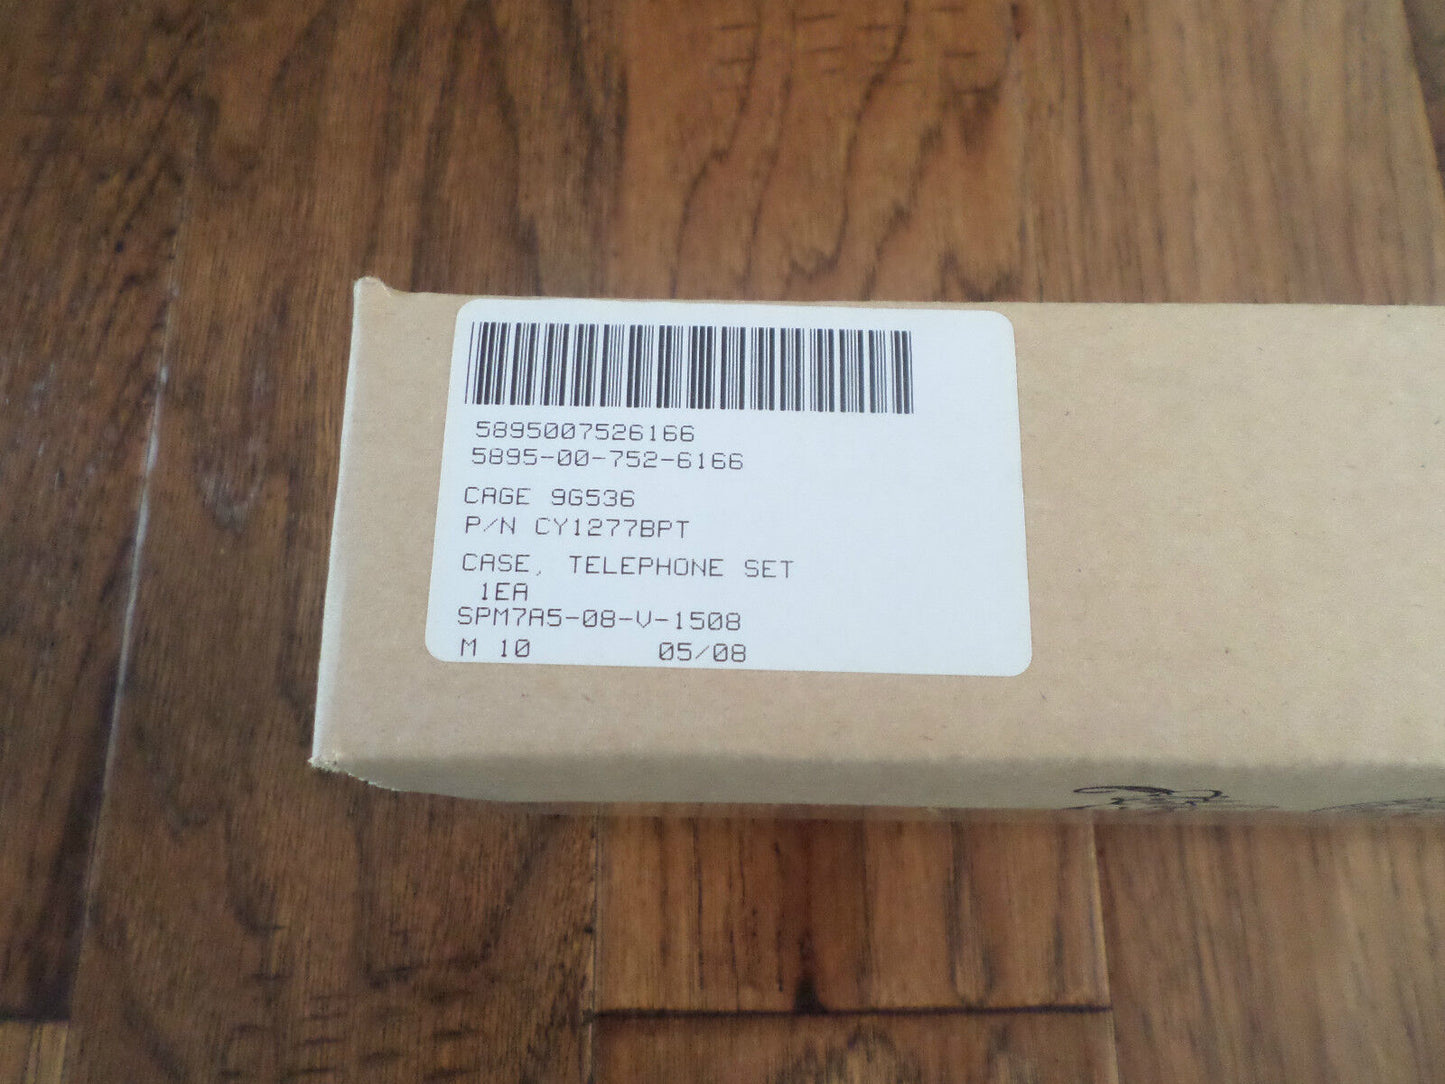 5895007526166
5895-00-752-6166
CAGE 9G536
P/N CY1277BPT
CASE, TELEPHONE SET
1EA
SPM7A5-08-V-1508
M 10 05/08